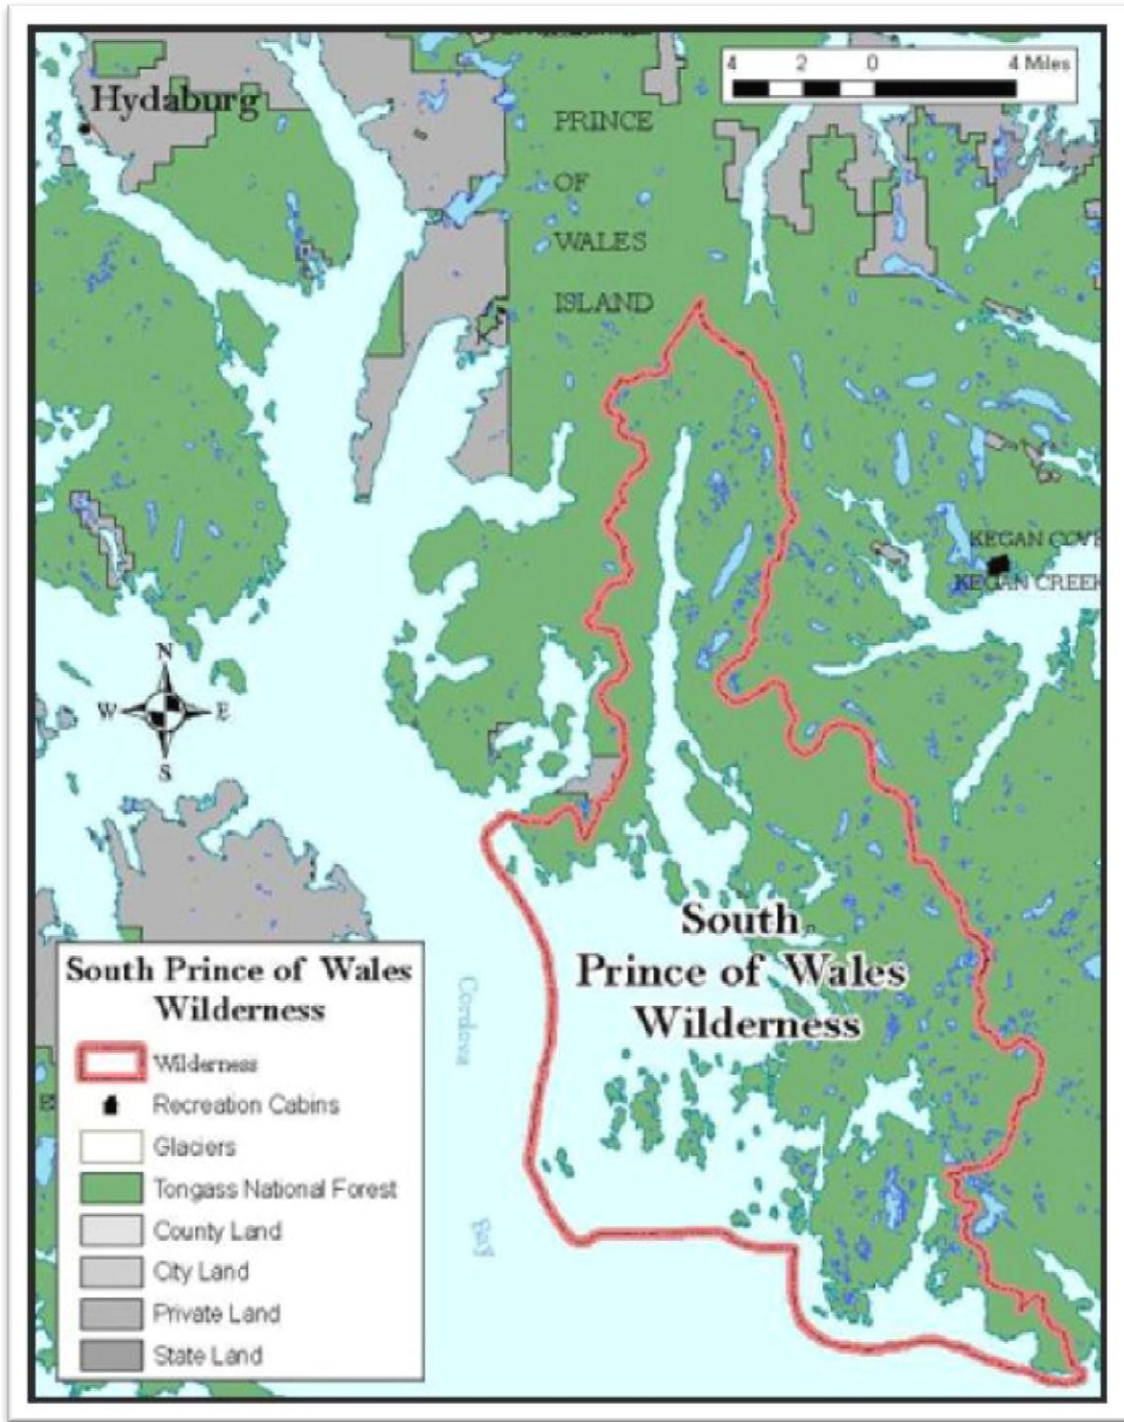 4 2 0 4 Miles
Hydaburg
PRINCE
OF
WALES
ISLAND
KEGAN COVE
KEGAN CREEK
N
W E
S
South
Prince of Wales
Wilderness
Cordova
Bay
South Prince of Wales
Wilderness
Wilderness
Recreation Cabins
Glaciers
Tongass National Forest
County Land
City Land
Private Land
State Land